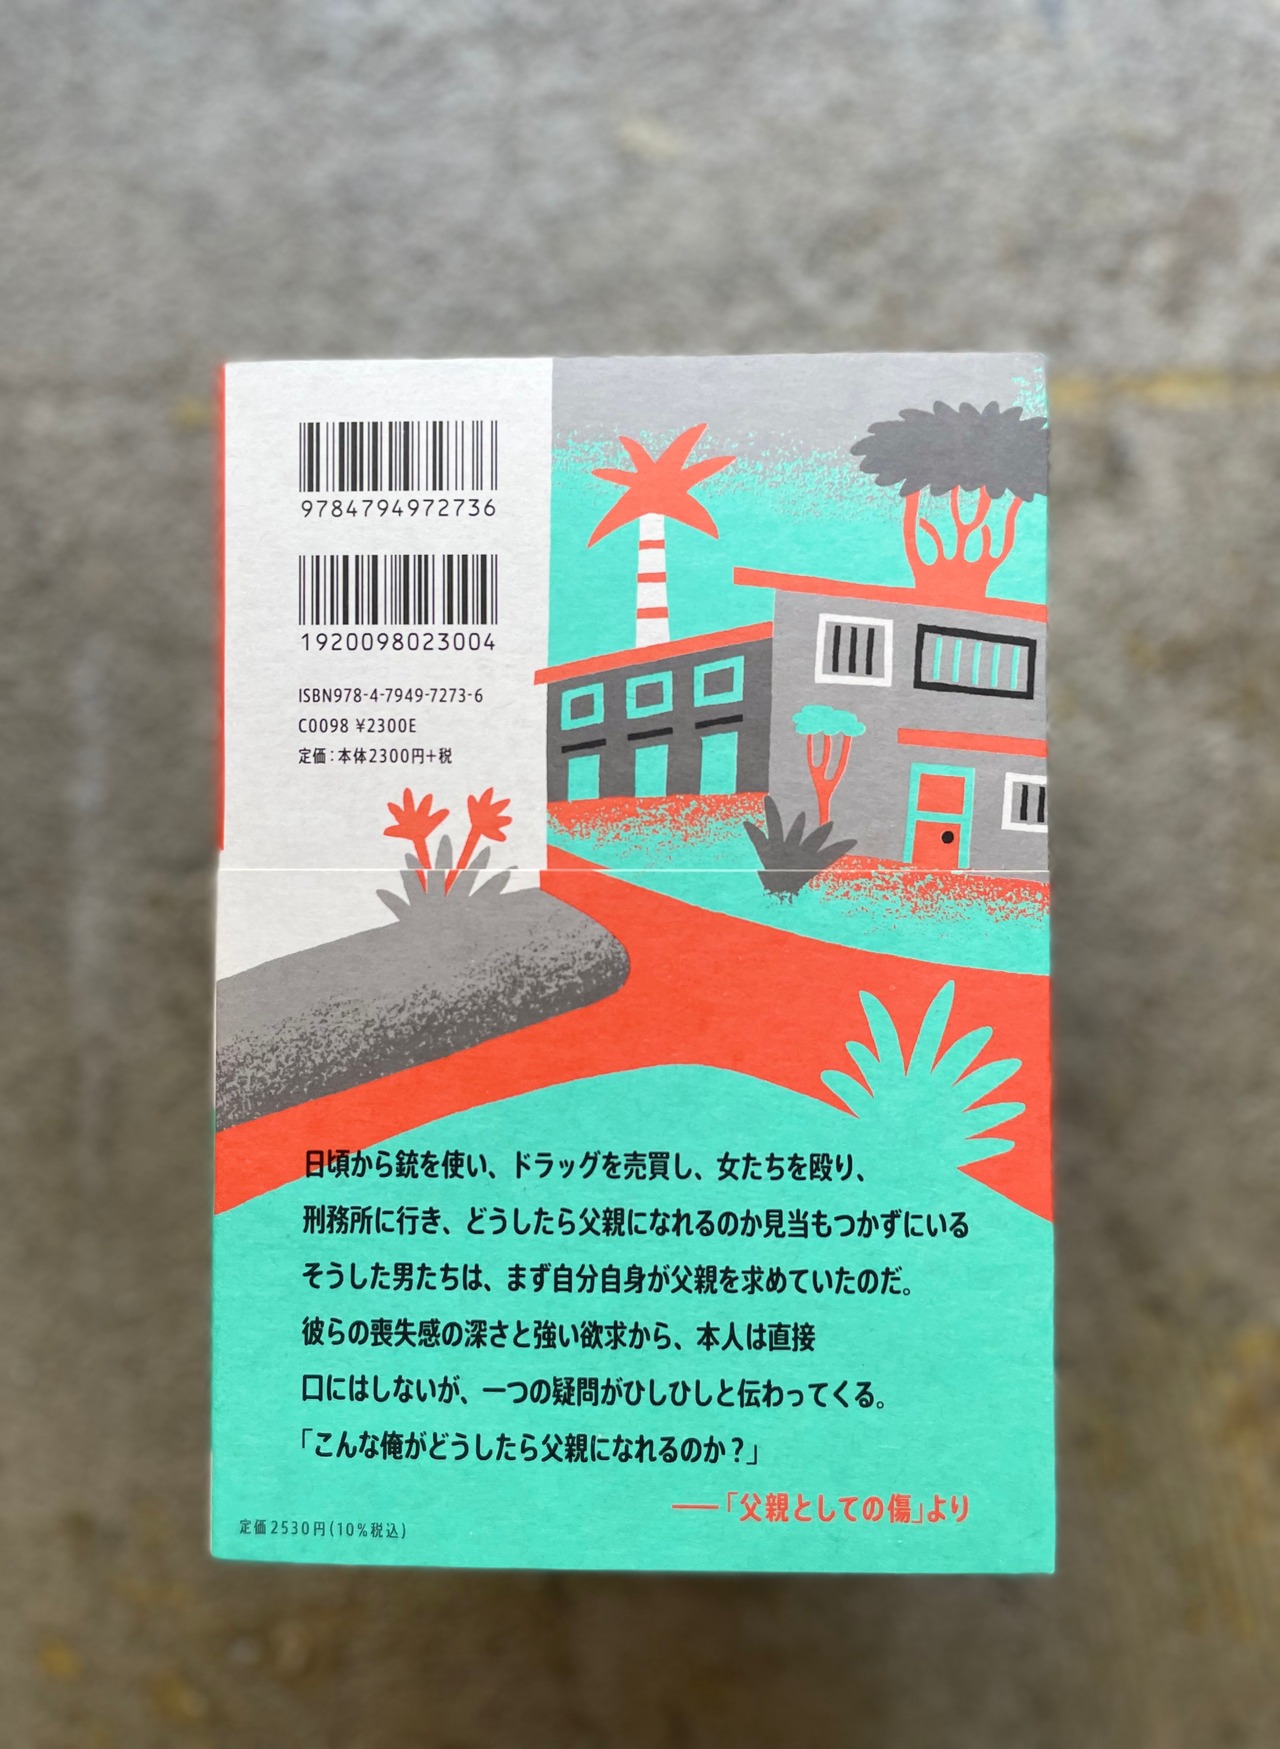 9784794972736
1920098023004
ISBN978-4-7949-7273-6
C0098 ¥2300E
定価：本体2300円+税
日頃から銃を使い、ドラッグを売買し、女たちを殴り、
刑務所に行き、どうしたら父親になれるのか見当もつかずにいる
そうした男たちは、まず自分自身が父親を求めていたのだ。
彼らの喪失感の深さと強い欲求から、本人は直接
口にはしないが、一つの疑問がひしひしと伝わってくる。
「こんな俺がどうしたら父親になれるのか？」
――「父親としての傷」より
定価2530円(10%税込)